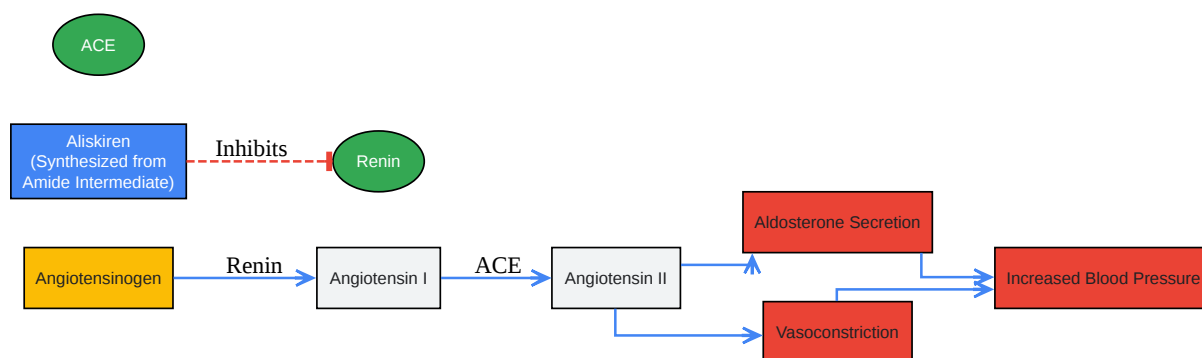 ACE
Aliskiren
(Synthesized from
Amide Intermediate)
Inhibits
Renin
Aldosterone Secretion
Angiotensinogen
Renin
Angiotensin I
ACE
Angiotensin II
Increased Blood Pressure
Vasoconstriction